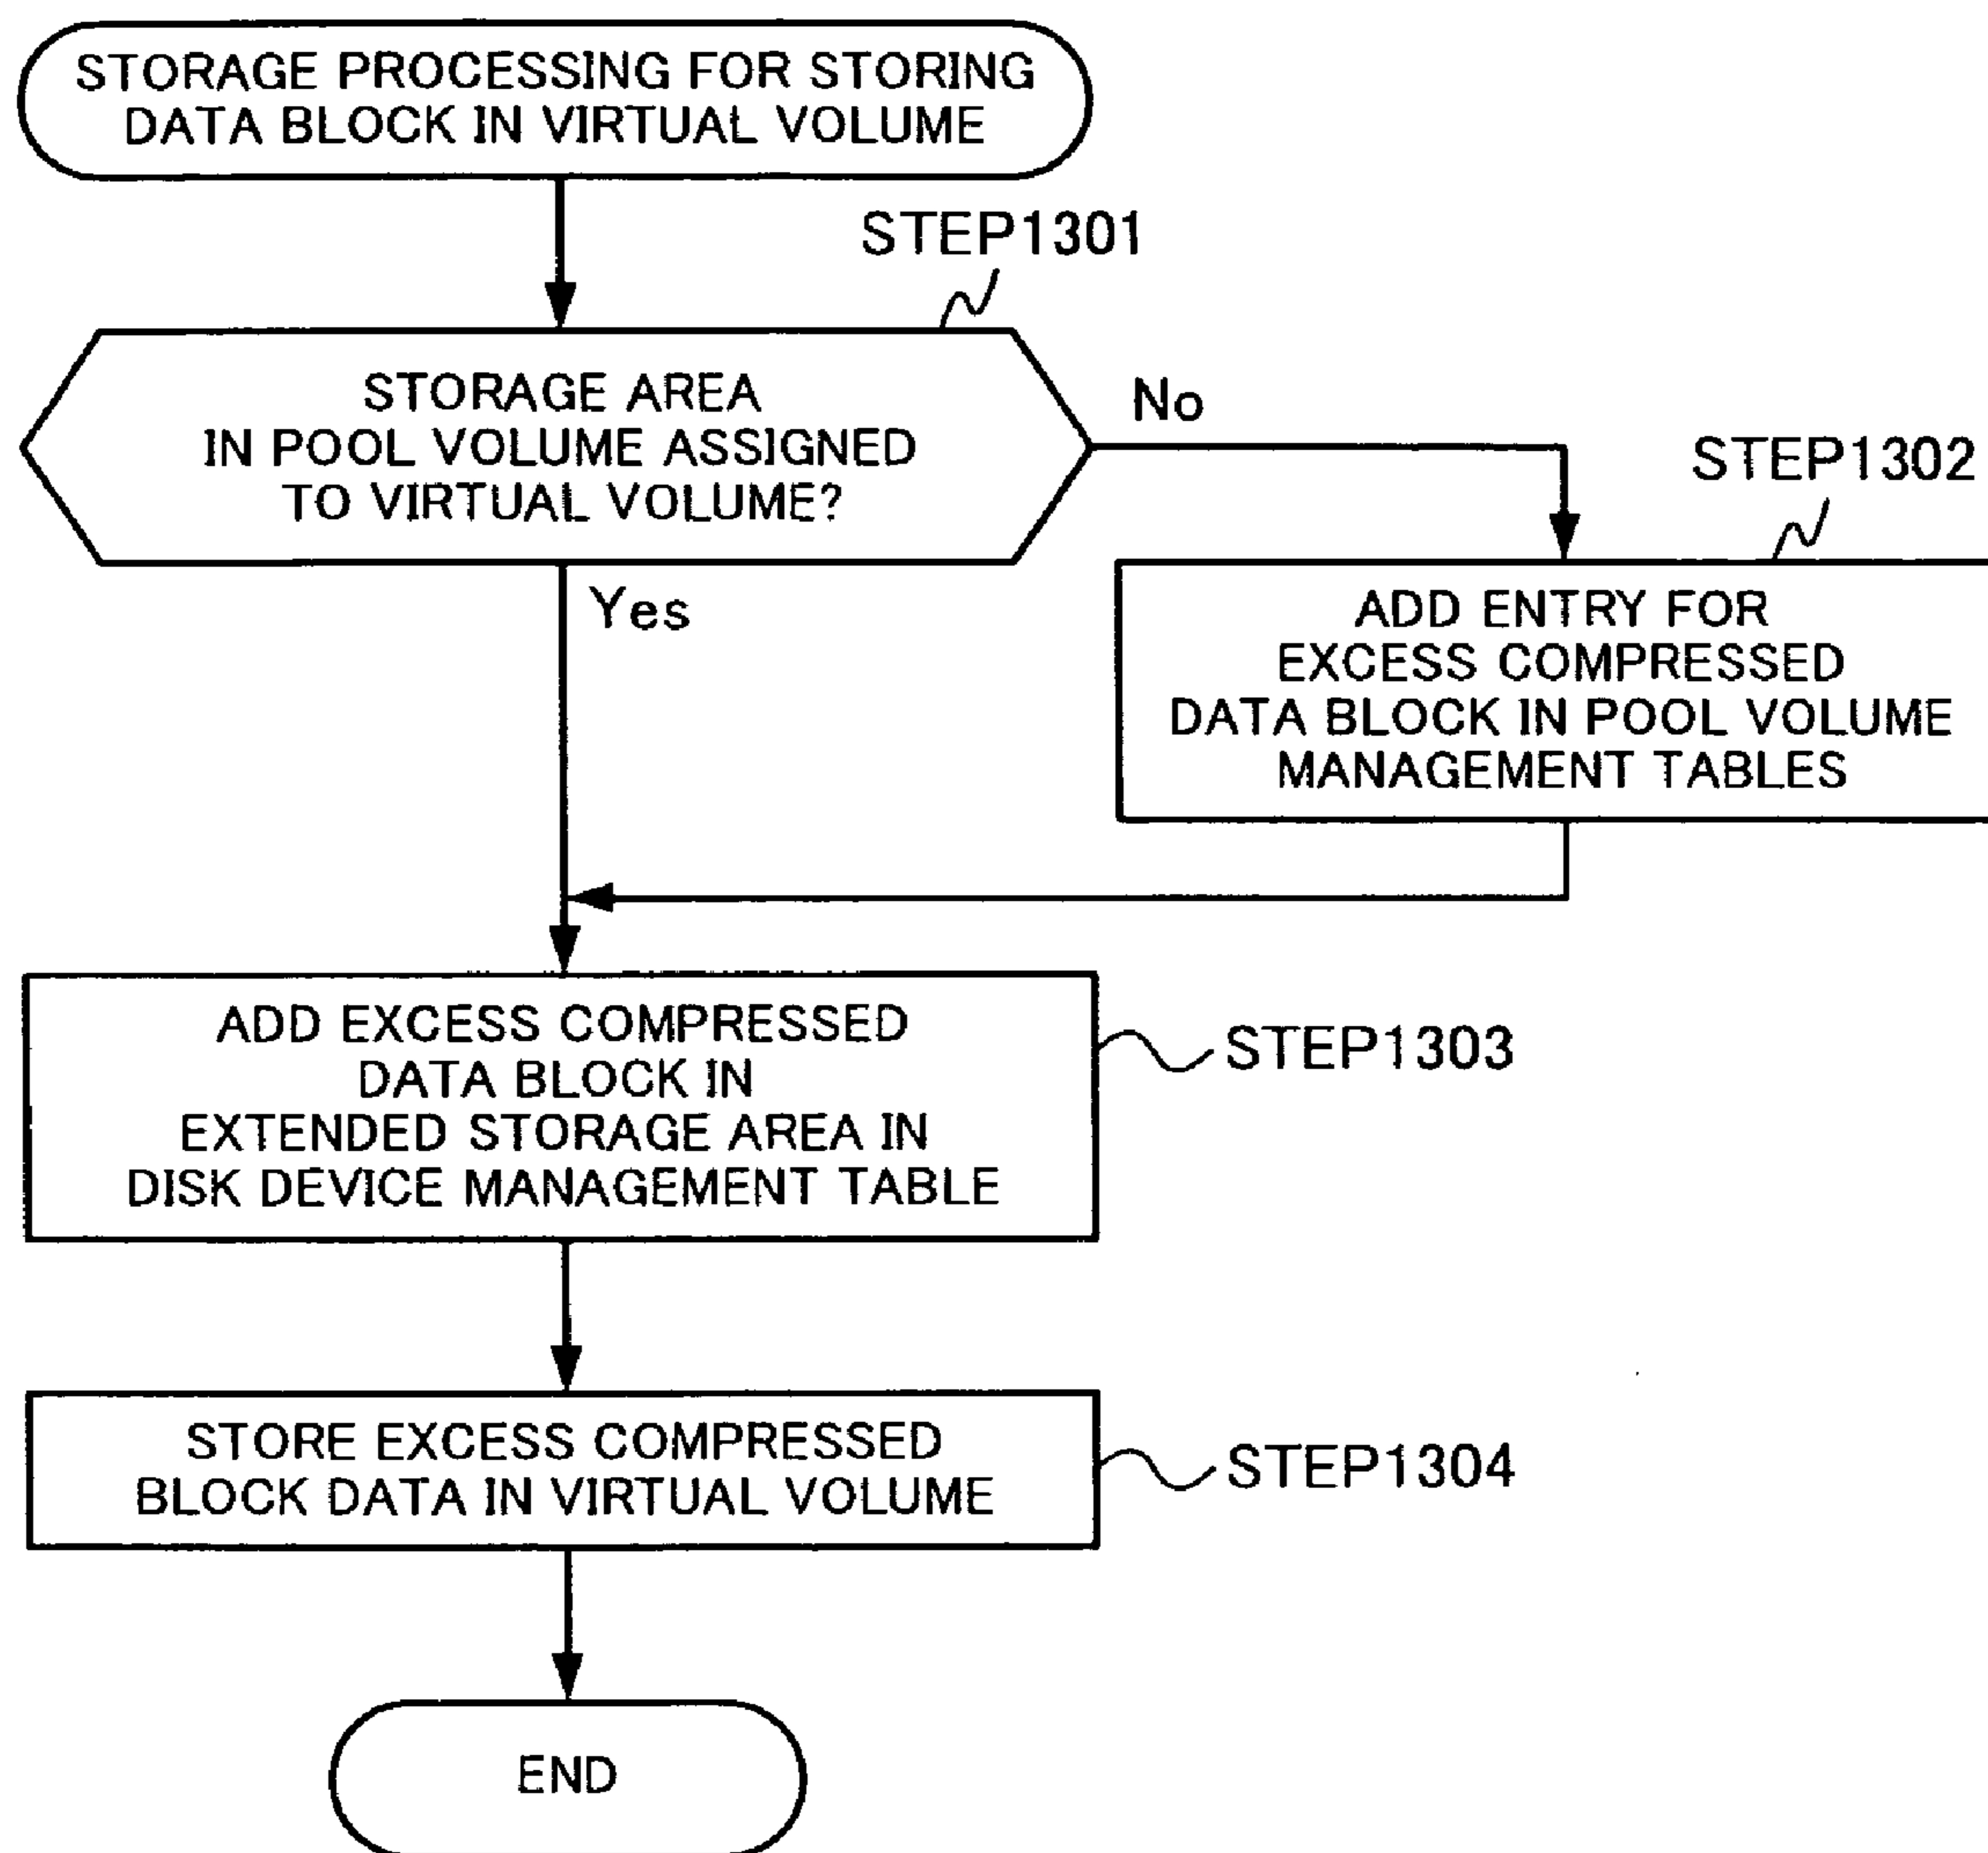 STORAGE PROCESSING FOR STORING
DATA BLOCK IN VIRTUAL VOLUME
STEP1301
STORAGE AREA
IN POOL VOLUME ASSIGNED
TO VIRTUAL VOLUME?
No
STEP1302
Yes
ADD ENTRY FOR
EXCESS COMPRESSED
DATA BLOCK IN POOL VOLUME
MANAGEMENT TABLES
ADD EXCESS COMPRESSED
DATA BLOCK IN
EXTENDED STORAGE AREA IN
DISK DEVICE MANAGEMENT TABLE
STEP1303
STORE EXCESS COMPRESSED
BLOCK DATA IN VIRTUAL VOLUME
STEP1304
END